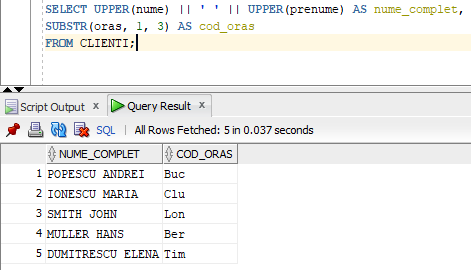 SELECT UPPER(nume) || ' ' || UPPER(prenume) AS nume_complet,
SUBSTR(oras, 1, 3) AS cod_oras
FROM CLIENTI;
Script Output x Query Result x
SQL | All Rows Fetched: 5 in 0.037 seconds
NUME_COMPLET COD_ORAS
1 POPESCU ANDREI Buc
2 IONESCU MARIA Clu
3 SMITH JOHN Lon
4 MULLER HANS Ber
5 DUMITRESCU ELENA Tim